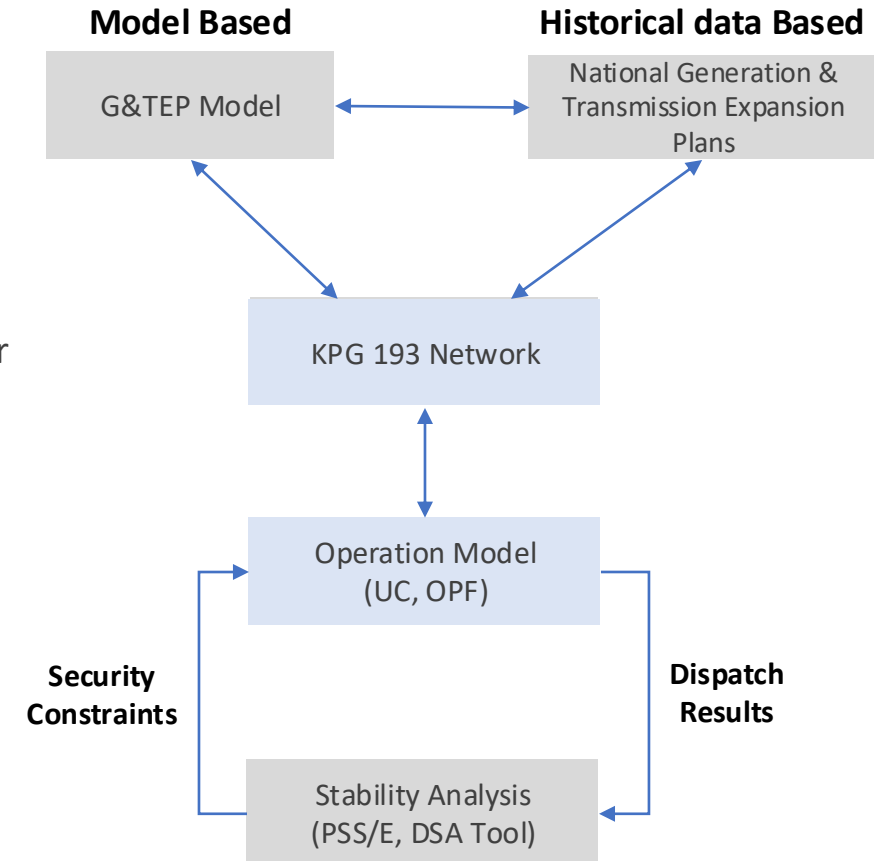 Model Based
Historical data Based
G&TEP Model
National Generation &
Transmission Expansion
Plans
r
KPG 193 Network
Operation Model
(UC, OPF)
Security
Constraints
Dispatch
Results
Stability Analysis
(PSS/E, DSA Tool)